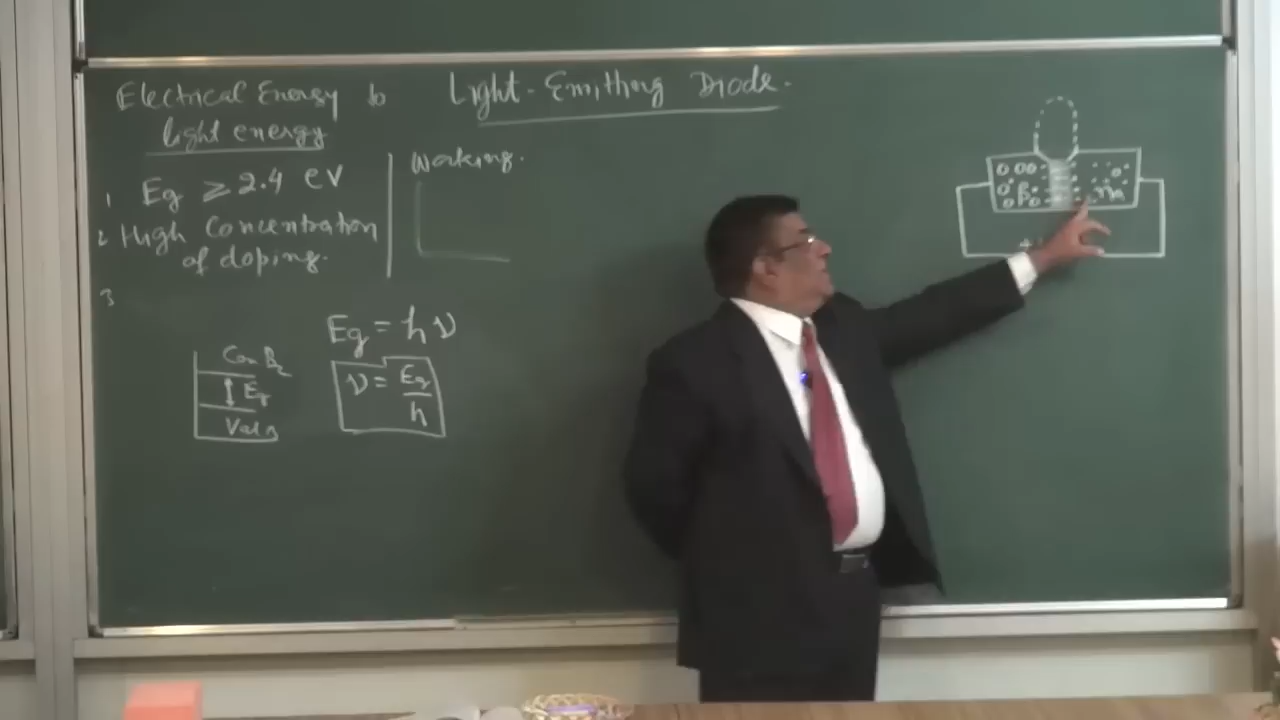 Electrical Energy to
light energy
Light-Emitting Diode.
1 Eg ≥ 2.4 eV
2 High Concentration
of doping.
3
Working.
Eg = hν
ν = Eg/h
Con B
Eg
Val
p
n